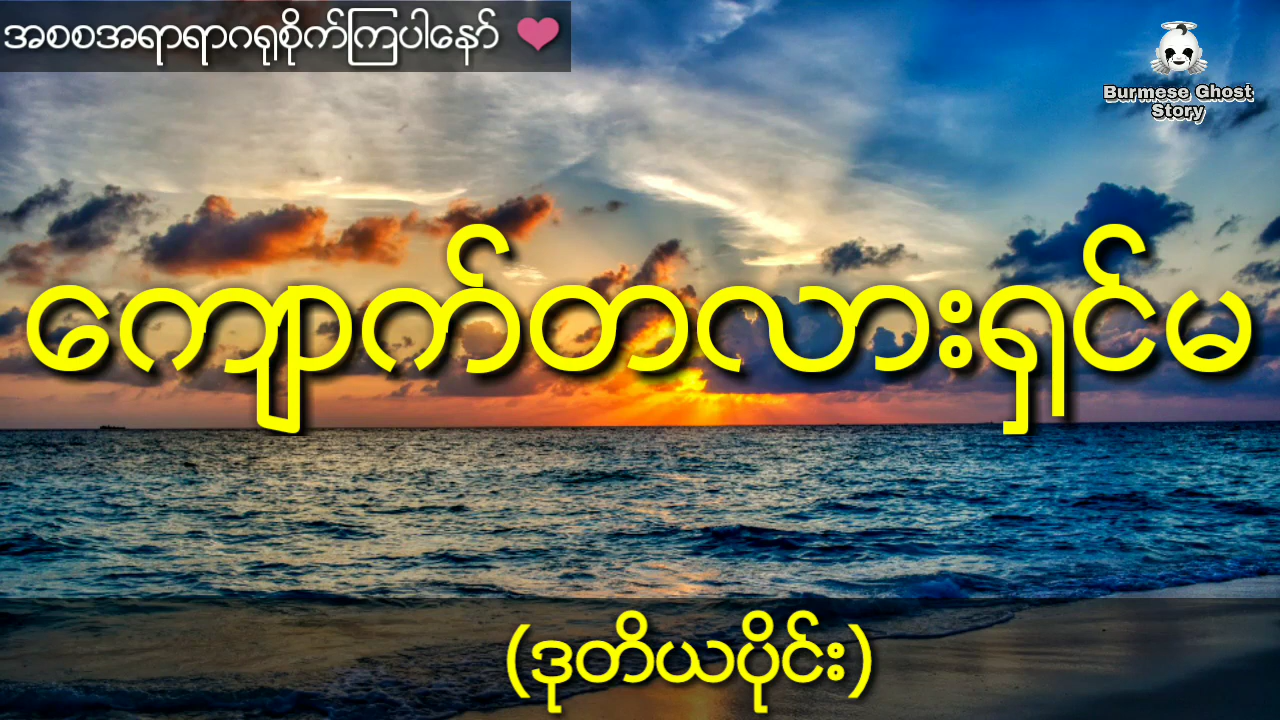 အစစအရာရာဂရုစိုက်ကြပါနော် ❤
Burmese Ghost
Story
ကျောက်တလားရှင်မ
(ဒုတိယပိုင်း)